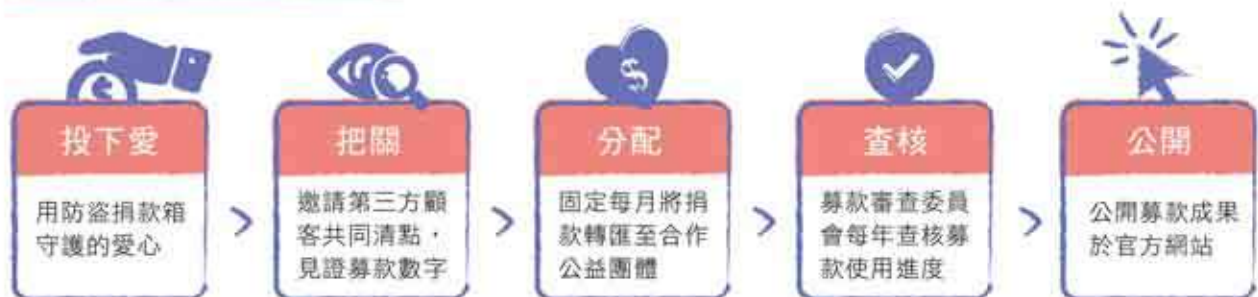 投下愛
用防盜捐款箱
守護的愛心
把關
邀請第三方顧
客共同清點，
見證募款數字
分配
固定每月將捐
款轉匯至合作
公益團體
查核
募款審查委員
會每年查核募
款使用進度
公開
公開募款成果
於官方網站